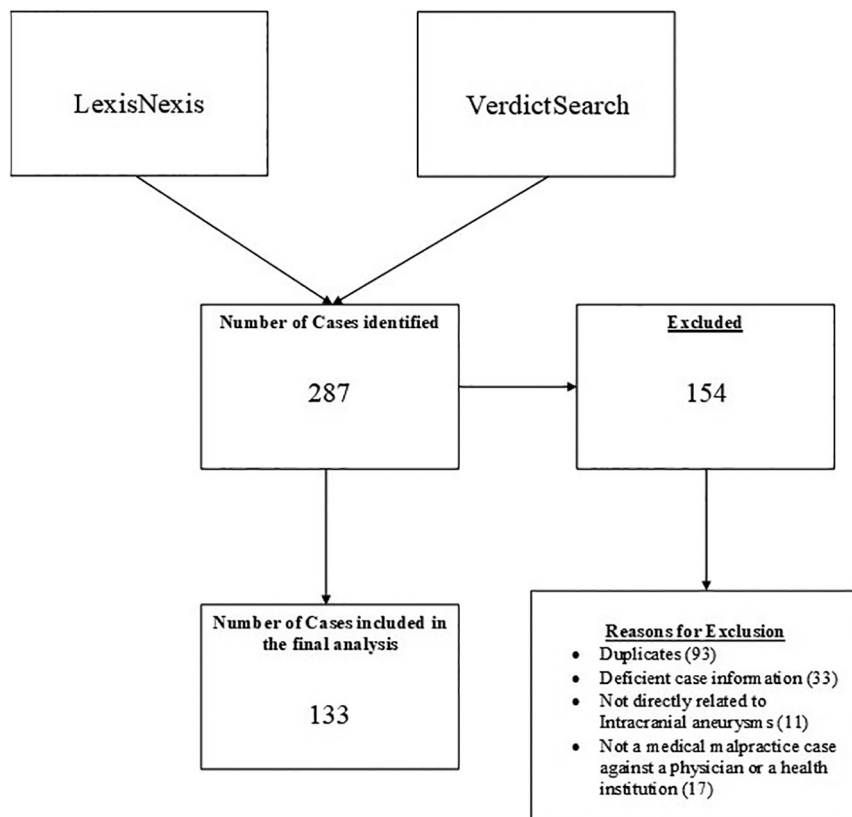 LexisNexis
VerdictSearch
Number of Cases identified
287
Excluded
154
Number of Cases included in
the final analysis
133
Reasons for Exclusion
• Duplicates (93)
• Deficient case information (33)
• Not directly related to
Intracranial aneurysms (11)
• Not a medical malpractice case
against a physician or a health
institution (17)